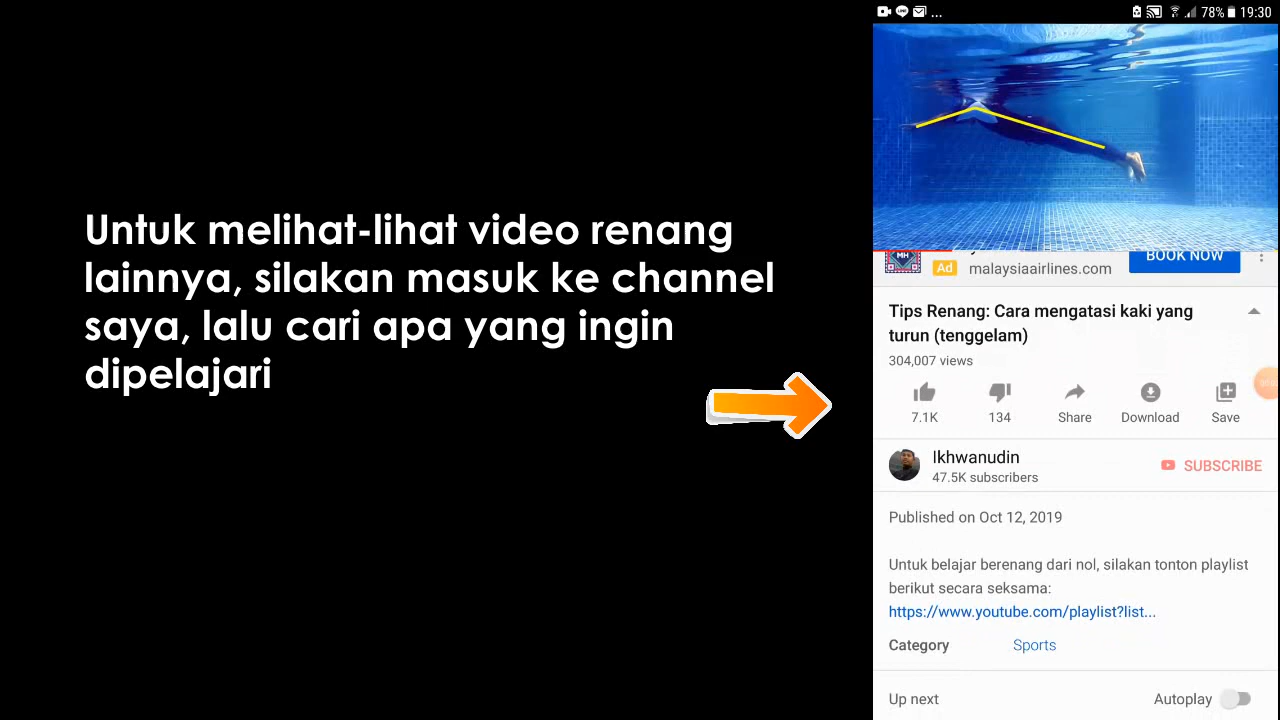 Untuk melihat-lihat video renang
lainnya, silakan masuk ke channel
saya, lalu cari apa yang ingin
dipelajari
... 78% 19:30
MH
Ad malaysiaairlines.com BOOK NOW
Tips Renang: Cara mengatasi kaki yang
turun (tenggelam)
304,007 views
7.1K 134 Share Download Save
Ikhwanudin
47.5K subscribers
SUBSCRIBE
Published on Oct 12, 2019
Untuk belajar berenang dari nol, silakan tonton playlist
berikut secara seksama:
https://www.youtube.com/playlist?list...
Category Sports
Up next Autoplay